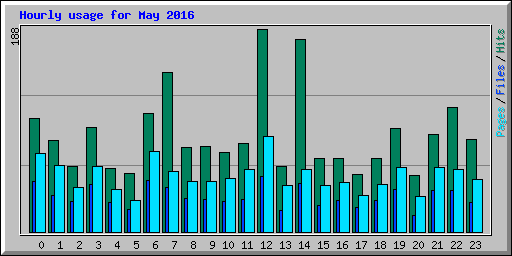 Hourly usage for May 2016
188
Pages / Files / Hits
0 1 2 3 4 5 6 7 8 9 10 11 12 13 14 15 16 17 18 19 20 21 22 23